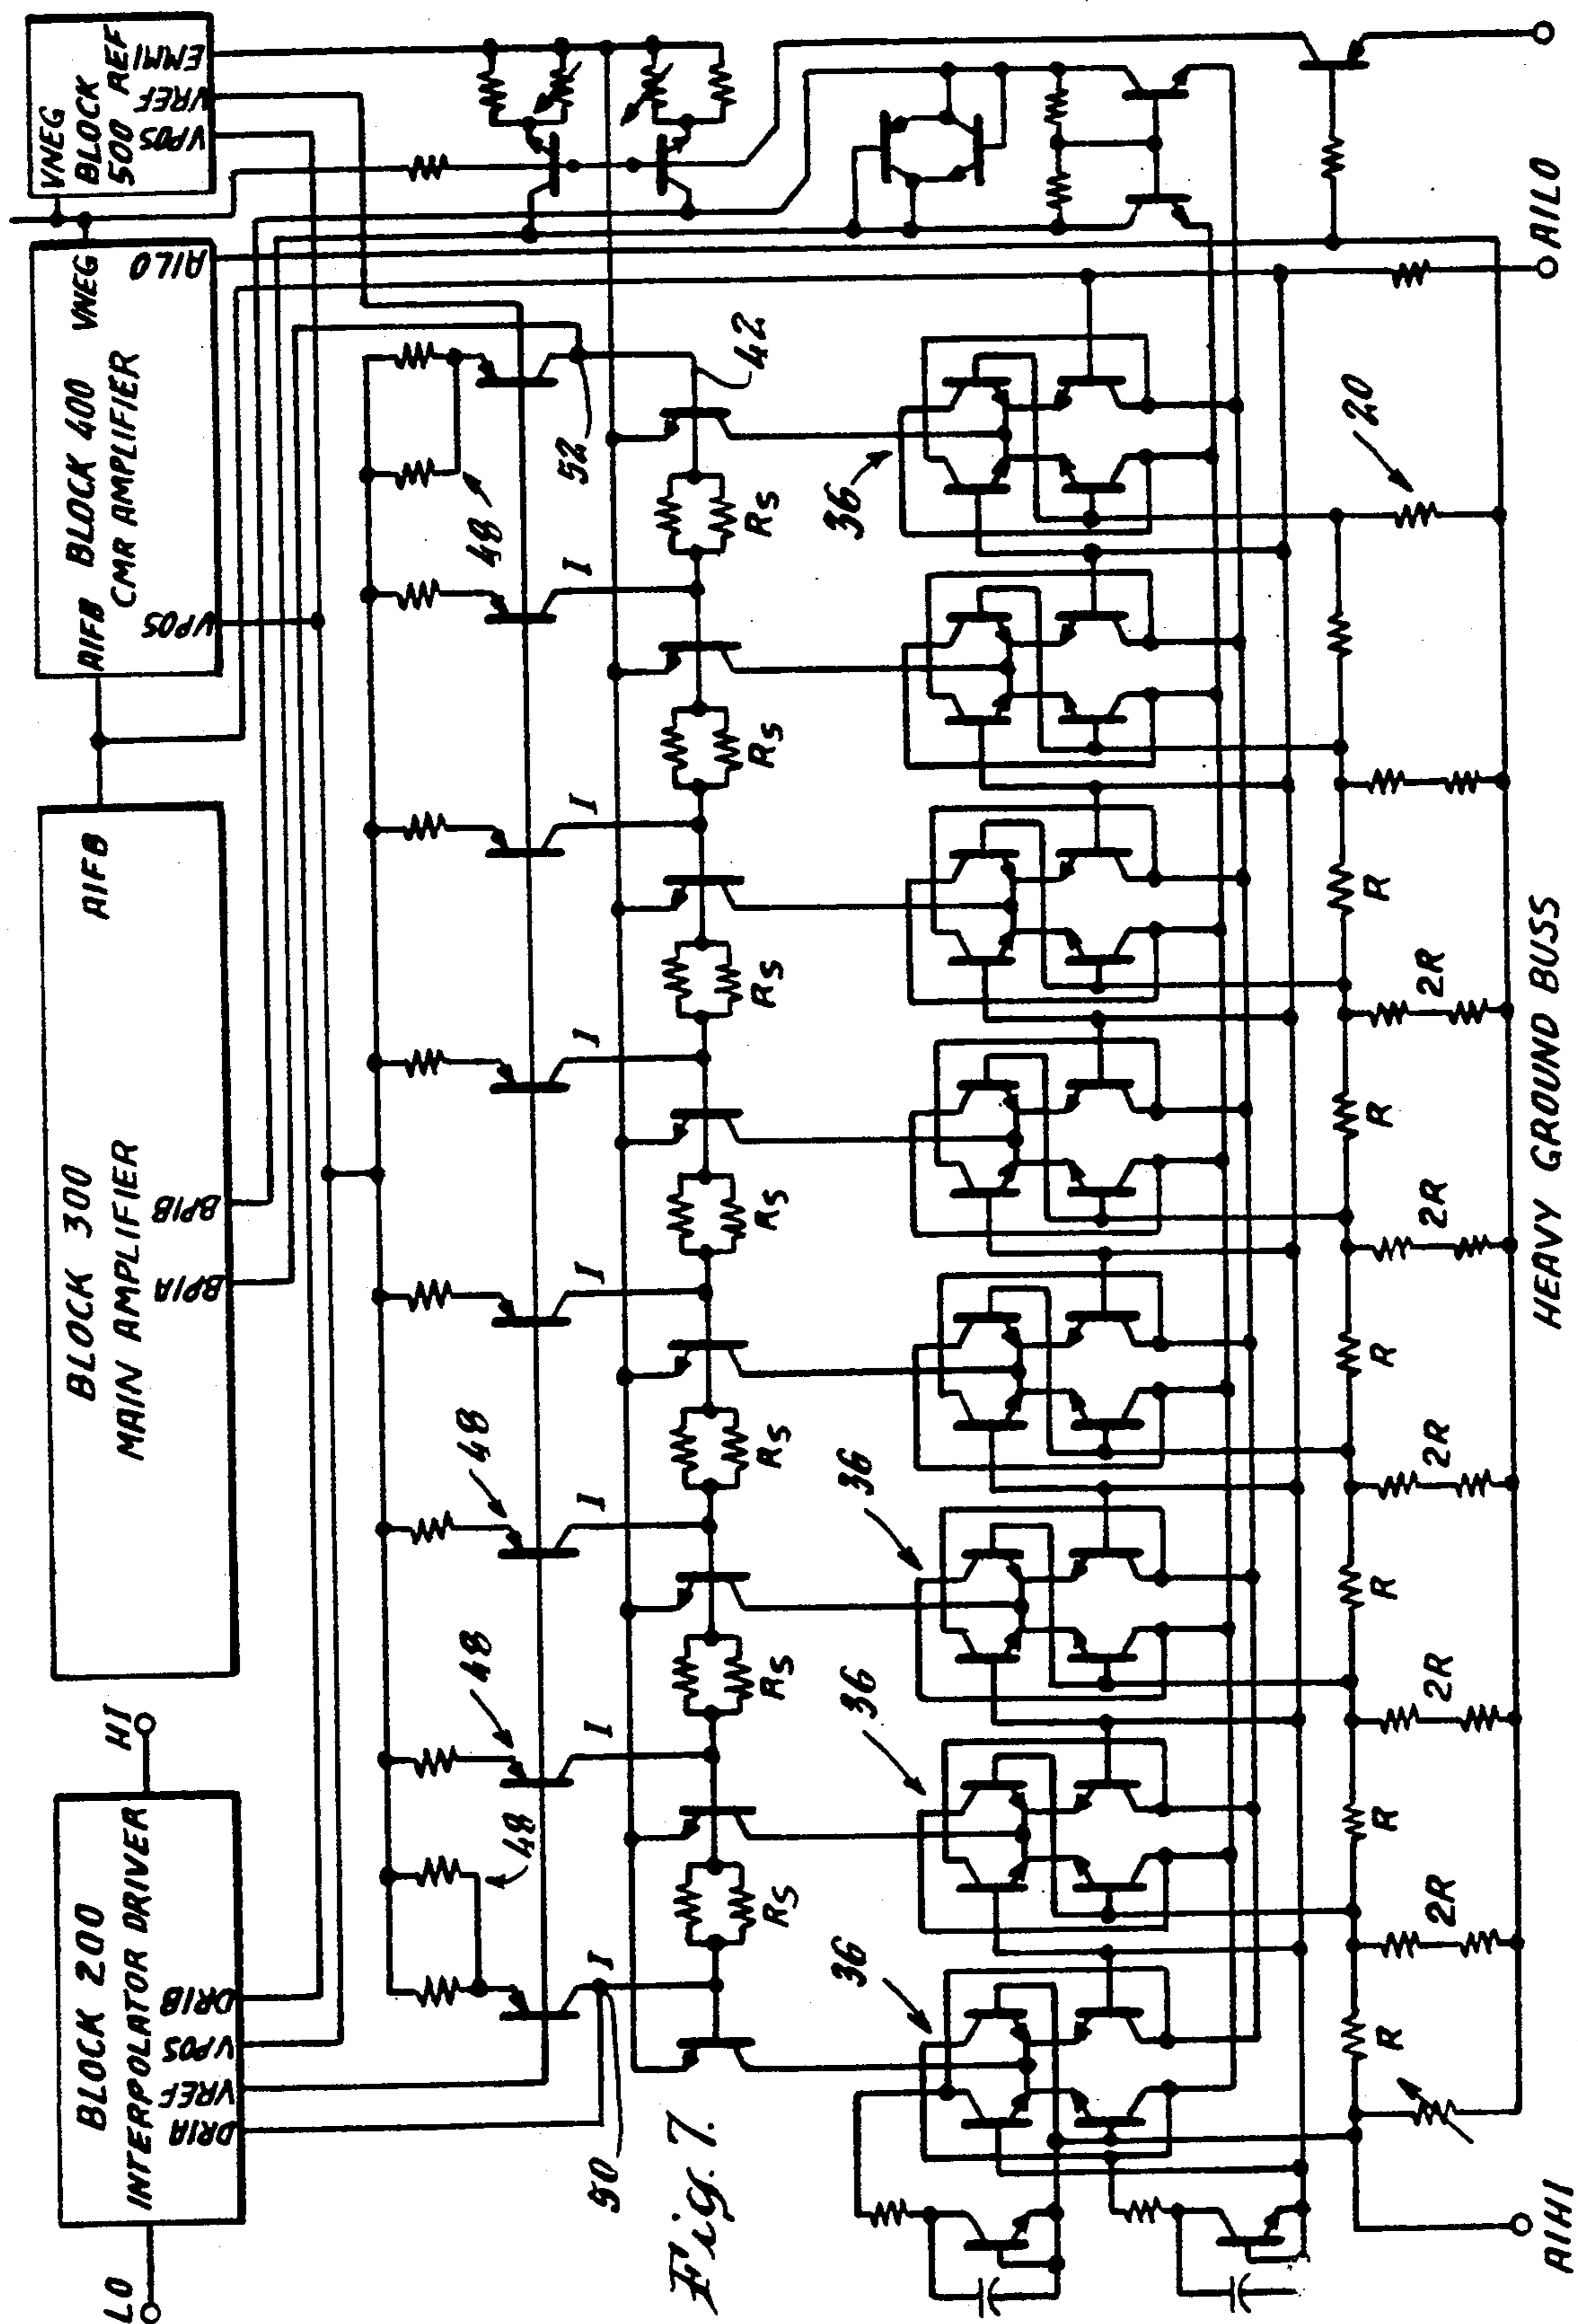 LO
BLOCK 200
INTERPOLATOR DRIVER
HI
DRIA
VREF
VPOS
DRIB
BLOCK 300
MAIN AMPLIFIER
AIFB
BPIA
BPIB
AIFB BLOCK 400 VNEG
CMR AMPLIFIER
VPOS
AILO
VNEG
BLOCK
500 REF
VPOS
VREF
EMMI
48
48
48
48
50
I
I
I
I
I
I
I
52
42
Fig. 7.
RS
RS
RS
RS
RS
RS
RS
36
36
36
36
20
R
R
R
R
R
R
2R
2R
2R
2R
2R
HEAVY GROUND BUSS
AIHI
AILO